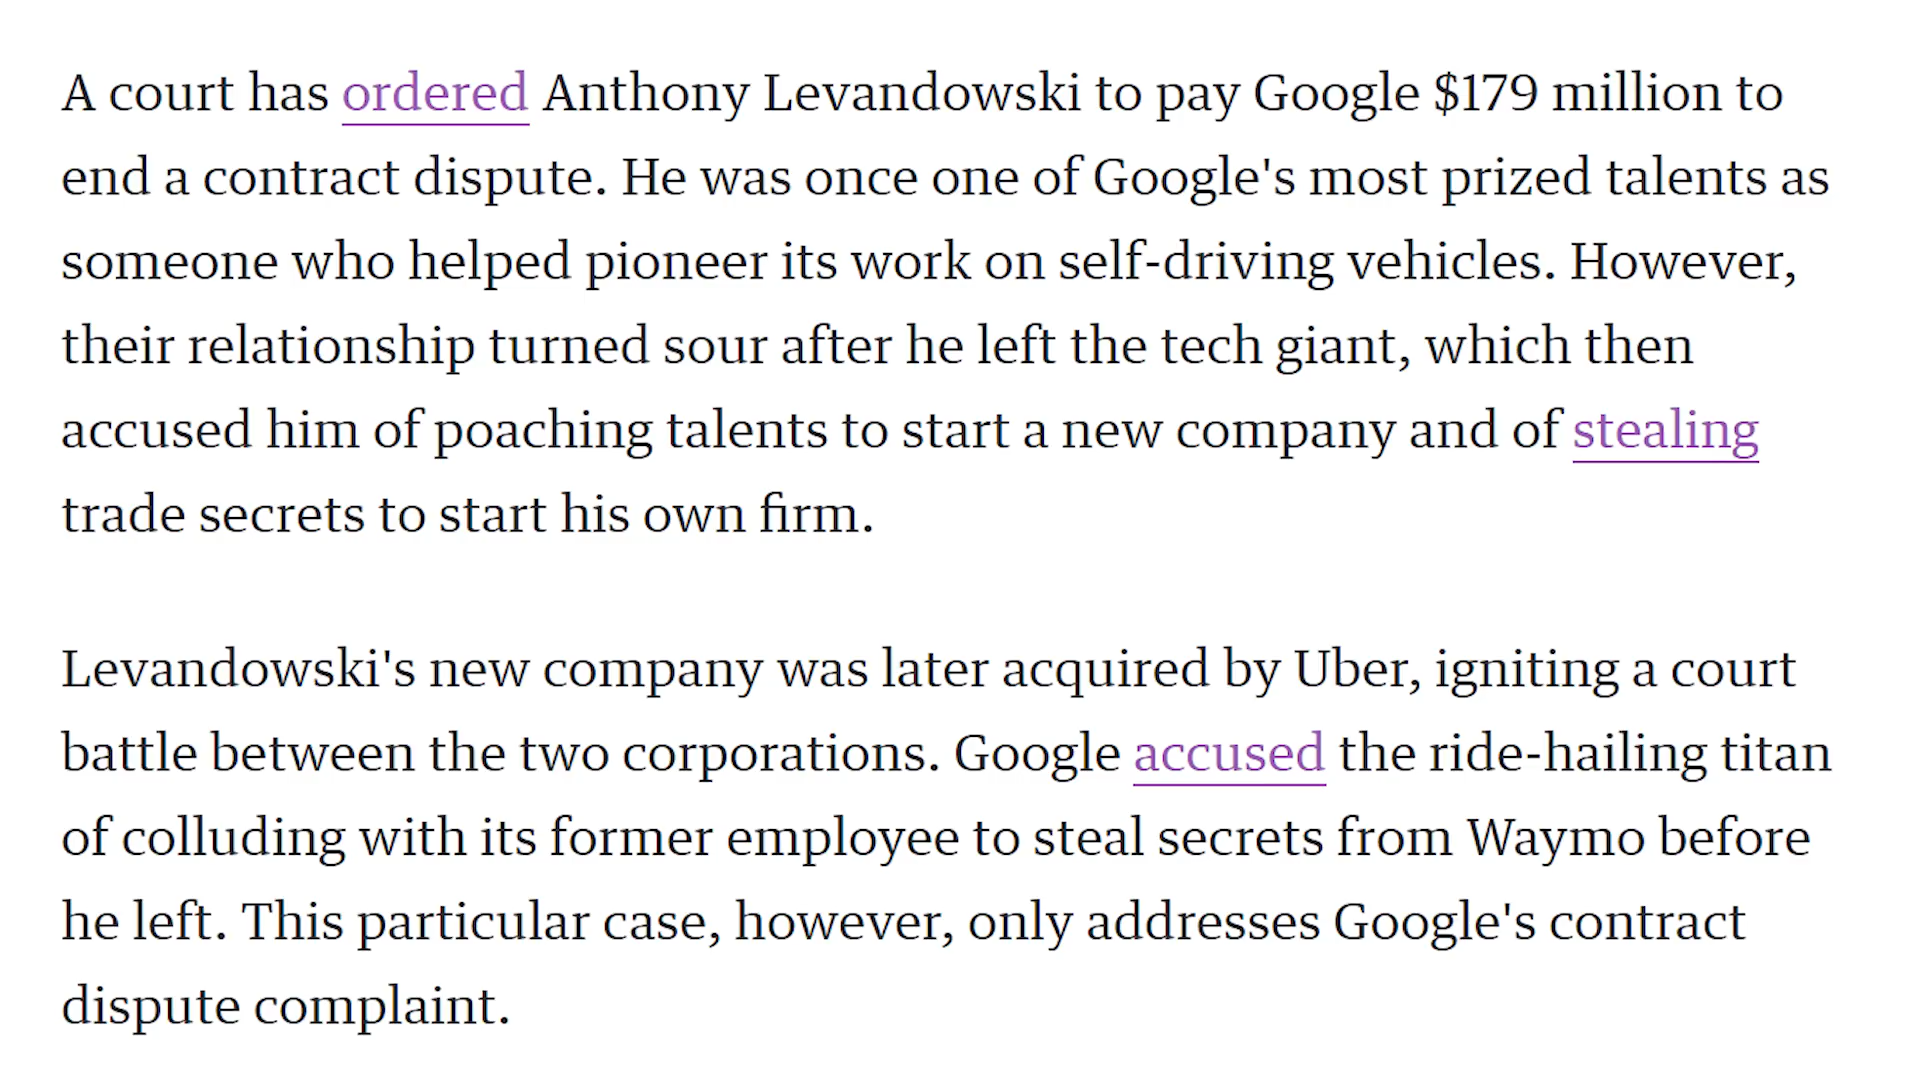 A court has ordered Anthony Levandowski to pay Google $179 million to
end a contract dispute. He was once one of Google's most prized talents as
someone who helped pioneer its work on self-driving vehicles. However,
their relationship turned sour after he left the tech giant, which then
accused him of poaching talents to start a new company and of stealing
trade secrets to start his own firm.
Levandowski's new company was later acquired by Uber, igniting a court
battle between the two corporations. Google accused the ride-hailing titan
of colluding with its former employee to steal secrets from Waymo before
he left. This particular case, however, only addresses Google's contract
dispute complaint.